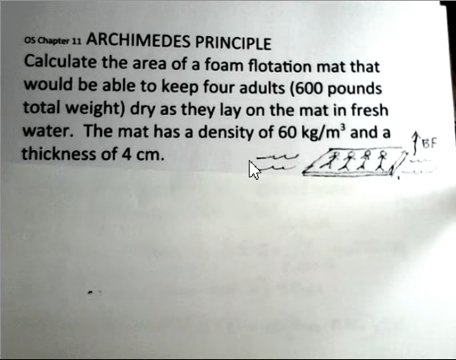 OS Chapter 11 ARCHIMEDES PRINCIPLE
Calculate the area of a foam flotation mat that
would be able to keep four adults (600 pounds
total weight) dry as they lay on the mat in fresh
water. The mat has a density of 60 kg/m³ and a
thickness of 4 cm.
BF